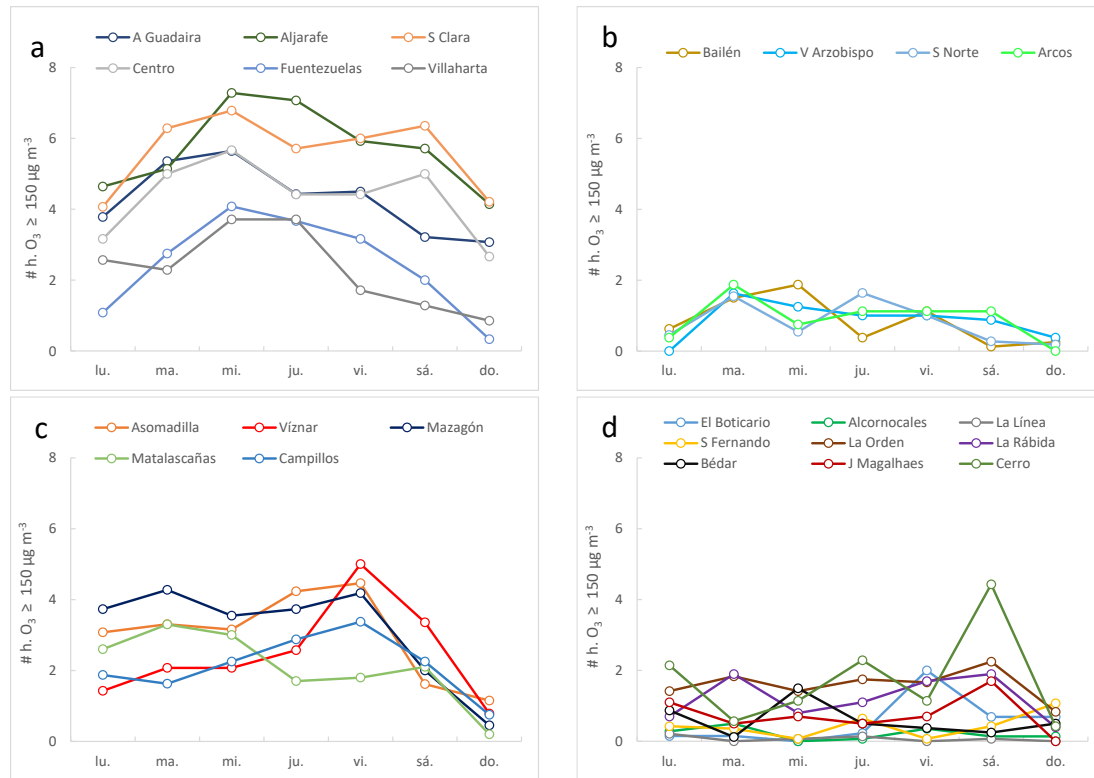 a
A Guadaira Aljarafe S Clara
Centro Fuentezuelas Villaharta
# h. O₃ ≥ 150 µg m⁻³
8
6
4
2
0
lu. ma. mi. ju. vi. sá. do.
b
Bailén V Arzobispo S Norte Arcos
# h. O₃ ≥ 150 µg m⁻³
8
6
4
2
0
lu. ma. mi. ju. vi. sá. do.
c
Asomadilla Víznar Mazagón
Matalascañas Campillos
# h. O₃ ≥ 150 µg m⁻³
8
6
4
2
0
lu. ma. mi. ju. vi. sá. do.
d
El Boticario Alcornocales La Línea
S Fernando La Orden La Rábida
Bédar J Magalhaes Cerro
# h. O₃ ≥ 150 µg m⁻³
8
6
4
2
0
lu. ma. mi. ju. vi. sá. do.